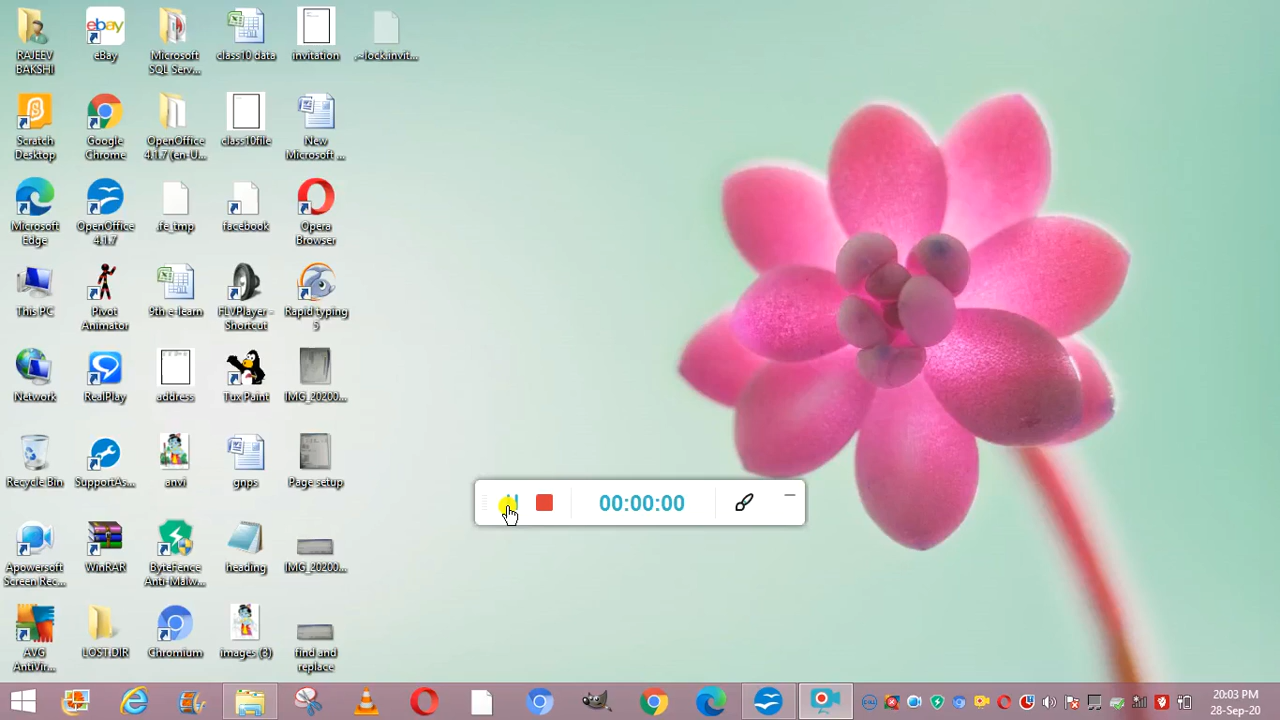 RAJEEV
BAKSHI
ebay
eBay
Microsoft
SQL Serv...
class10 data
invitation
.~lock.invit...
Scratch
Desktop
Google
Chrome
OpenOffice
4.1.7 (en-U...
class10file
New
Microsoft ...
Microsoft
Edge
OpenOffice
4.1.7
.fe_tmp
facebook
Opera
Browser
This PC
Pivot
Animator
9th e-learn
FLVPlayer -
Shortcut
Rapid typing
5
Network
RealPlay
address
Tux Paint
IMG_20200...
Recycle Bin
SupportAs...
anvi
gnps
Page setup
00:00:00
Apowersoft
Screen Rec...
WinRAR
ByteFence
Anti-Malw...
heading
IMG_20200...
AVG
AntiVir...
LOST.DIR
Chromium
images (3)
find and
replace
20:03 PM
28-Sep-20